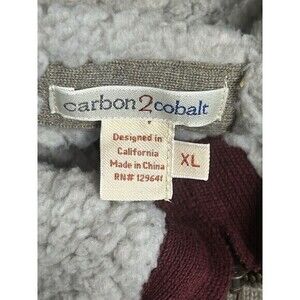 carbon2cobalt
Designed in
California
Made in China
RN# 129641
XL